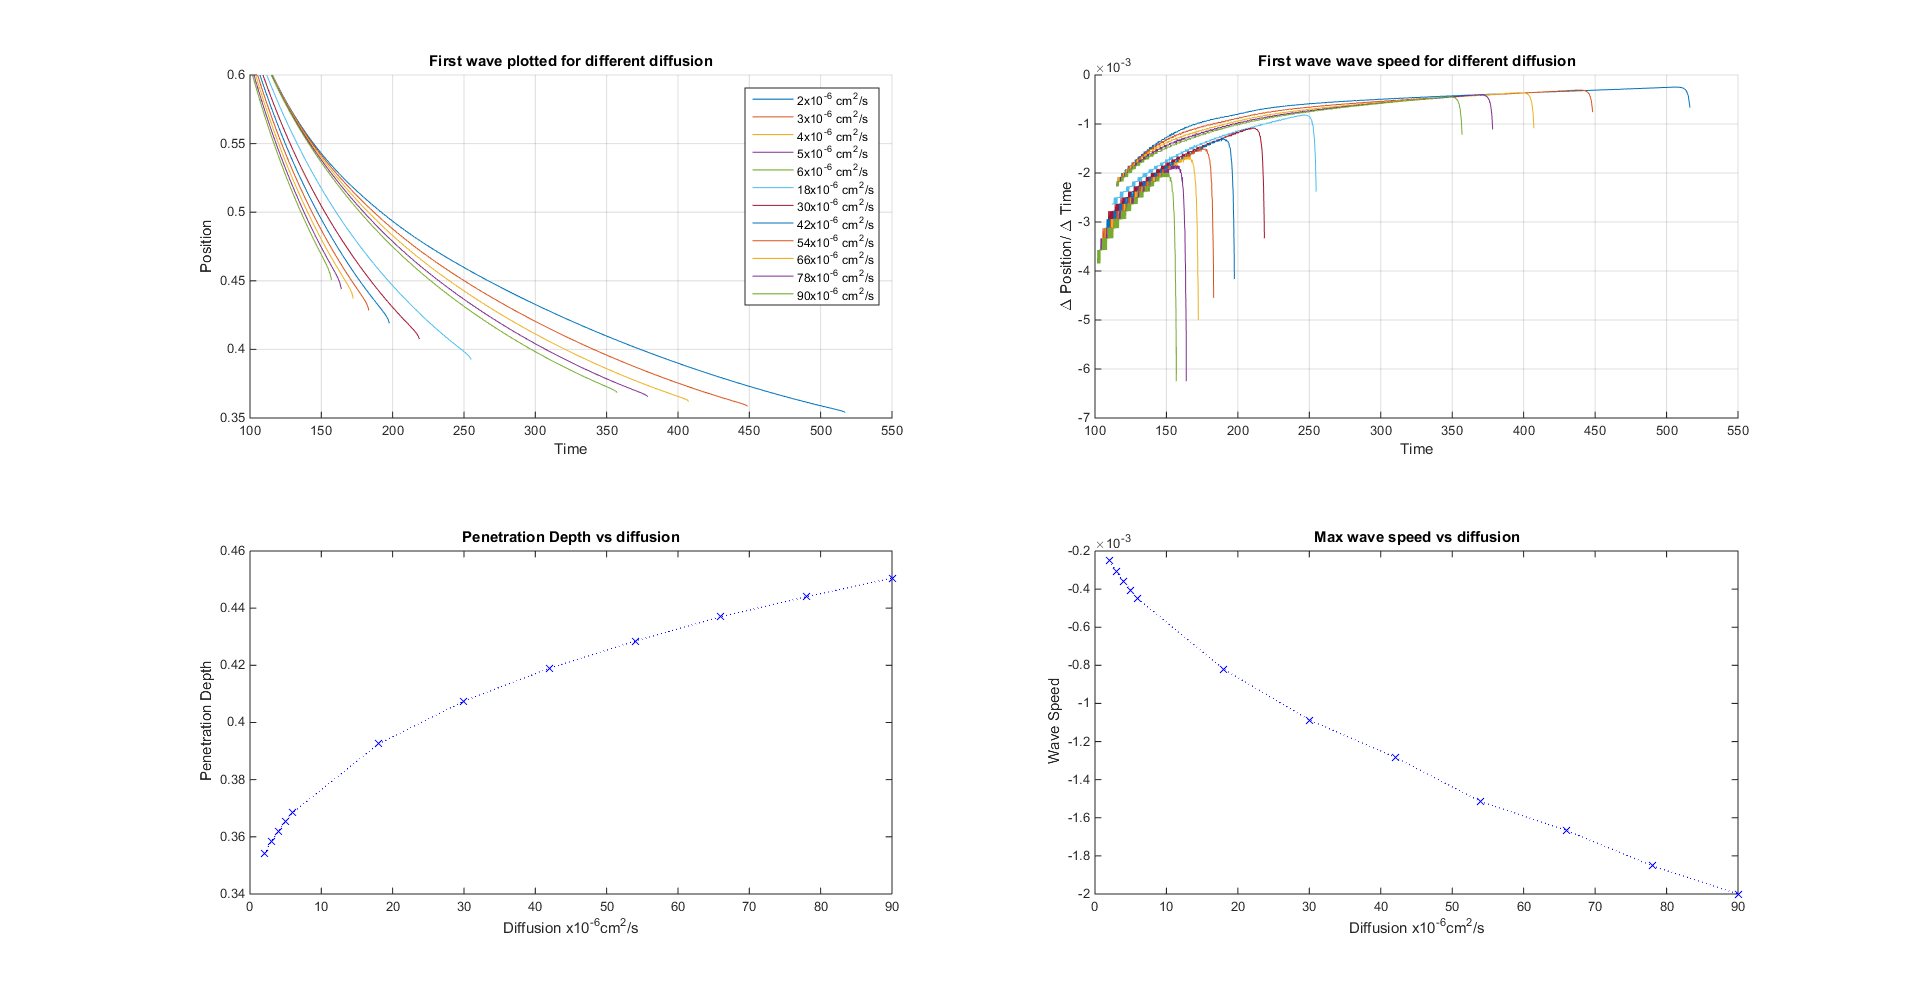 First wave plotted for different diffusion
0.6
0.55
0.5
0.45
0.4
0.35
Position
100 150 200 250 300 350 400 450 500 550
Time
2x10-6 cm2/s
3x10-6 cm2/s
4x10-6 cm2/s
5x10-6 cm2/s
6x10-6 cm2/s
18x10-6 cm2/s
30x10-6 cm2/s
42x10-6 cm2/s
54x10-6 cm2/s
66x10-6 cm2/s
78x10-6 cm2/s
90x10-6 cm2/s
First wave wave speed for different diffusion
×10-3
0
-1
-2
-3
-4
-5
-6
-7
Δ Position/ Δ Time
100 150 200 250 300 350 400 450 500 550
Time
Penetration Depth vs diffusion
0.46
0.44
0.42
0.4
0.38
0.36
0.34
Penetration Depth
0 10 20 30 40 50 60 70 80 90
Diffusion x10-6cm2/s
Max wave speed vs diffusion
×10-3
-0.2
-0.4
-0.6
-0.8
-1
-1.2
-1.4
-1.6
-1.8
-2
Wave Speed
0 10 20 30 40 50 60 70 80 90
Diffusion x10-6cm2/s